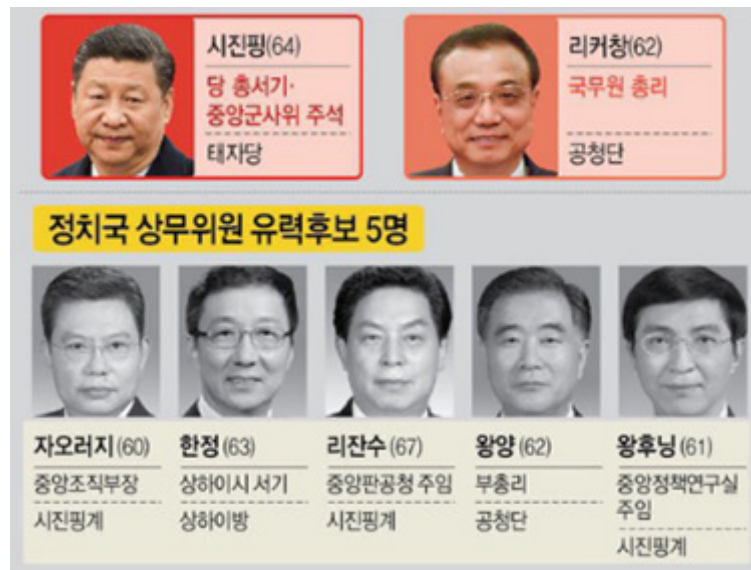 시진핑(64)
당 총서기·
중앙군사위 주석
태자당
리커창(62)
국무원 총리
공청단
정치국 상무위원 유력후보 5명
자오러지(60)
중앙조직부장
시진핑계
한정(63)
상하이시 서기
상하이방
리잔수(67)
중앙판공청 주임
시진핑계
왕양(62)
부총리
공청단
왕후닝(61)
중앙정책연구실
주임
시진핑계